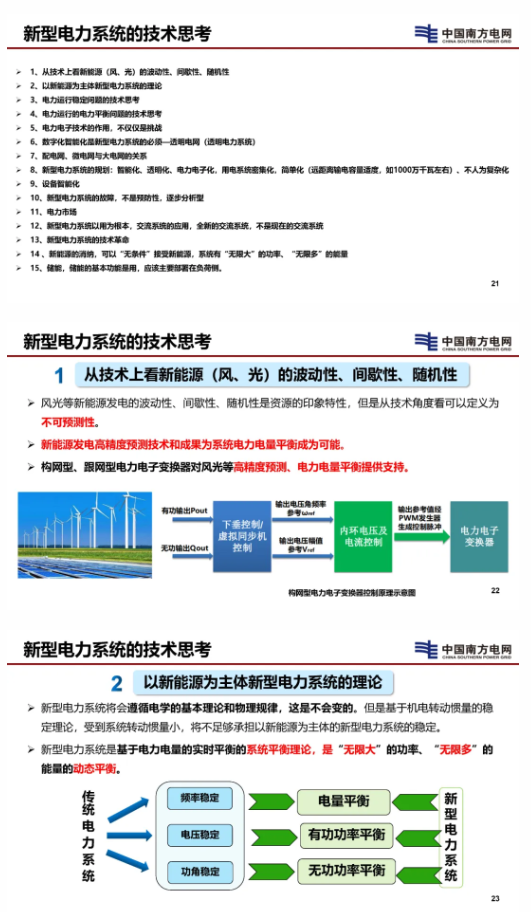 新型电力系统的技术思考
中国南方电网
CHINA SOUTHERN POWER GRID
➢ 1、从技术上看新能源（风、光）的波动性、间歇性、随机性
➢ 2、以新能源为主体新型电力系统的理论
➢ 3、电力运行稳定问题的技术思考
➢ 4、电力运行的电力平衡问题的技术思考
➢ 5、电力电子技术的作用，不仅仅是挑战
➢ 6、数字化智能化是新型电力系统的必须—透明电网（透明电力系统）
➢ 7、配电网、微电网与大电网的关系
➢ 8、新型电力系统的规划：智能化、透明化、电力电子化，用电系统密集化，简单化（远距离输电容量适度，如1000万千瓦左右）、不人为复杂化
➢ 9、设备智能化
➢ 10、新型电力系统的故障，不是预防性，逐步分析型
➢ 11、电力市场
➢ 12、新型电力系统以用为根本，交流系统的应用，全新的交流系统，不是现在的交流系统
➢ 13、新型电力系统的技术革命
➢ 14 、新能源的消纳，可以“无条件”接受新能源，系统有“无限大”的功率、“无限多”的能量
➢ 15、储能，储能的基本功能是用，应该主要部署在负荷侧。
21
新型电力系统的技术思考
中国南方电网
CHINA SOUTHERN POWER GRID
1 从技术上看新能源（风、光）的波动性、间歇性、随机性
➢ 风光等新能源发电的波动性、间歇性、随机性是资源的印象特性，但是从技术角度看可以定义为
不可预测性。
➢ 新能源发电高精度预测技术和成果为系统电力电量平衡成为可能。
➢ 构网型、跟网型电力电子变换器对风光等高精度预测、电力电量平衡提供支持。
有功输出Pout
无功输出Qout
下垂控制/
虚拟同步机
控制
输出电压角频率
参考ωref
输出电压幅值
参考Vref
内环电压及
电流控制
输出参考值经
PWM发生器
生成控制脉冲
电力电子
变换器
构网型电力电子变换器控制原理示意图
22
新型电力系统的技术思考
中国南方电网
CHINA SOUTHERN POWER GRID
2 以新能源为主体新型电力系统的理论
➢ 新型电力系统将会遵循电学的基本理论和物理规律，这是不会变的。但是基于机电转动惯量的稳
定理论，受到系统转动惯量小，将不足够承担以新能源为主体的新型电力系统的稳定。
➢ 新型电力系统是基于电力电量的实时平衡的系统平衡理论，是“无限大”的功率、“无限多”的
能量的动态平衡。
传统电力系统
频率稳定
电压稳定
功角稳定
电量平衡
有功功率平衡
无功功率平衡
新型电力系统
23